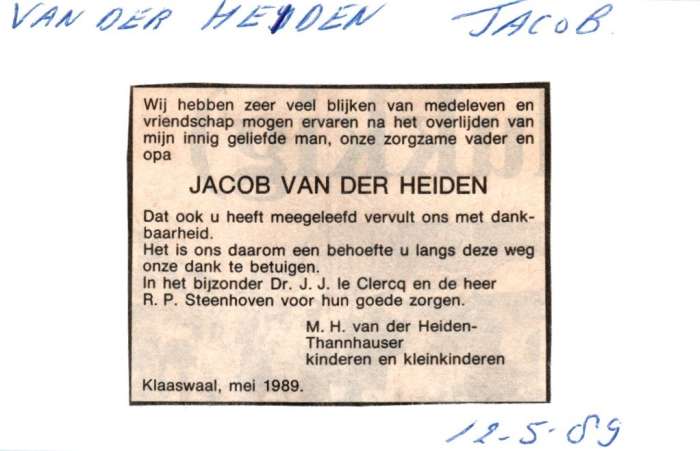 VAN DER HEIDEN JACOB
Wij hebben zeer veel blijken van medeleven en
vriendschap mogen ervaren na het overlijden van
mijn innig geliefde man, onze zorgzame vader en
opa
JACOB VAN DER HEIDEN
Dat ook u heeft meegeleefd vervult ons met dank-
baarheid.
Het is ons daarom een behoefte u langs deze weg
onze dank te betuigen.
In het bijzonder Dr. J. J. le Clercq en de heer
R. P. Steenhoven voor hun goede zorgen.
M. H. van der Heiden-
Thannhauser
kinderen en kleinkinderen
Klaaswaal, mei 1989.
12-5-89